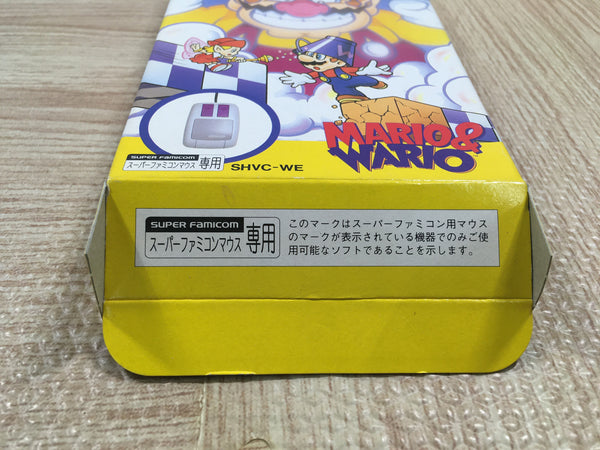 MARIO &
WARIO
SUPER FAMICOM
スーパーファミコンマウス 専用
SHVC-WE
SUPER FAMICOM
スーパーファミコンマウス 専用
このマークはスーパーファミコン用マウス
のマークが表示されている機器でのみご使
用可能なソフトであることを示します。